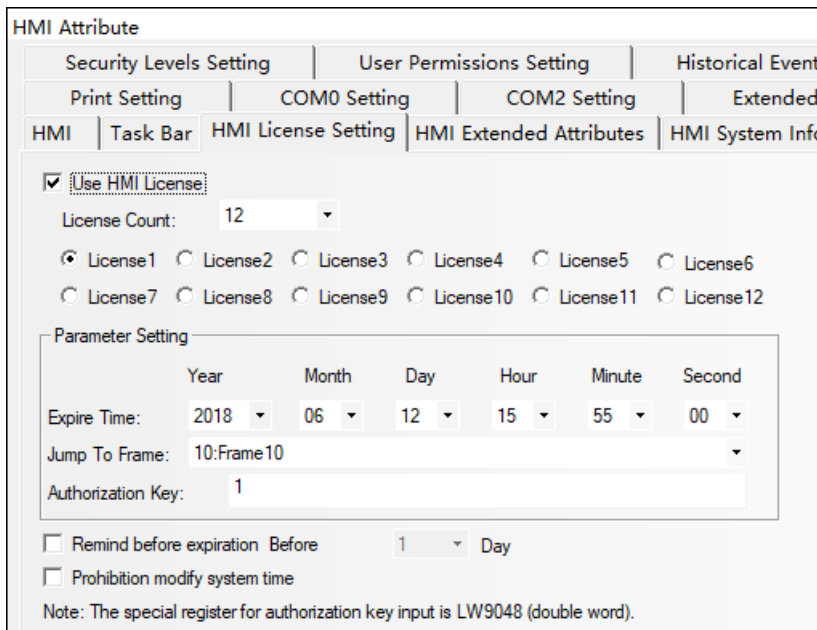 HMI Attribute
Security Levels Setting User Permissions Setting Historical Event
Print Setting COM0 Setting COM2 Setting Extended
HMI Task Bar HMI License Setting HMI Extended Attributes HMI System Info
Use HMI License
License Count: 12
License1 License2 License3 License4 License5 License6
License7 License8 License9 License10 License11 License12
Parameter Setting
Year Month Day Hour Minute Second
Expire Time: 2018 06 12 15 55 00
Jump To Frame: 10:Frame10
Authorization Key: 1
Remind before expiration Before 1 Day
Prohibition modify system time
Note: The special register for authorization key input is LW9048 (double word).